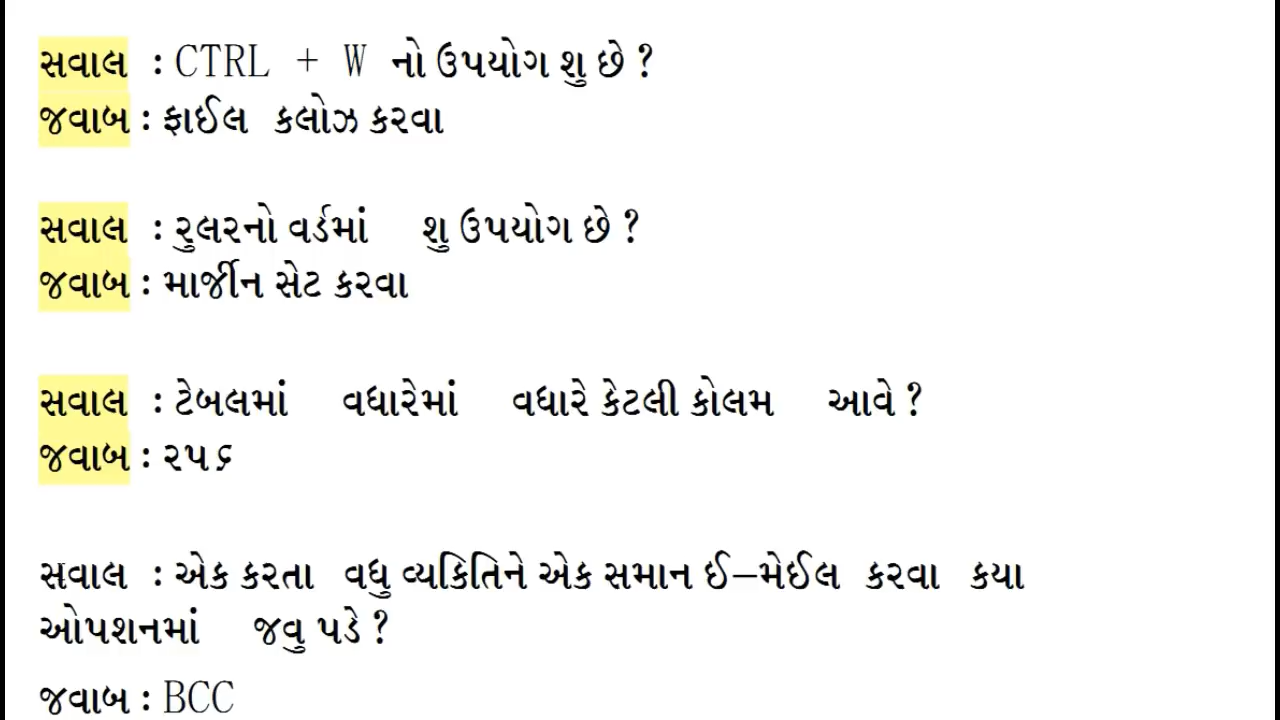 સવાલ : CTRL + W નો ઉપયોગ શુ છે ?
જવાબ : ફાઈલ કલોઝ કરવા
સવાલ : રુલરનો વર્ડમાં શુ ઉપયોગ છે ?
જવાબ : માર્જીન સેટ કરવા
સવાલ : ટેબલમાં વધારેમાં વધારે કેટલી કોલમ આવે ?
જવાબ : ૨૫૬
સવાલ : એક કરતા વધુ વ્યકિતિને એક સમાન ઈ–મેઈલ કરવા કયા
ઓપશનમાં જવુ પડે ?
જવાબ : BCC